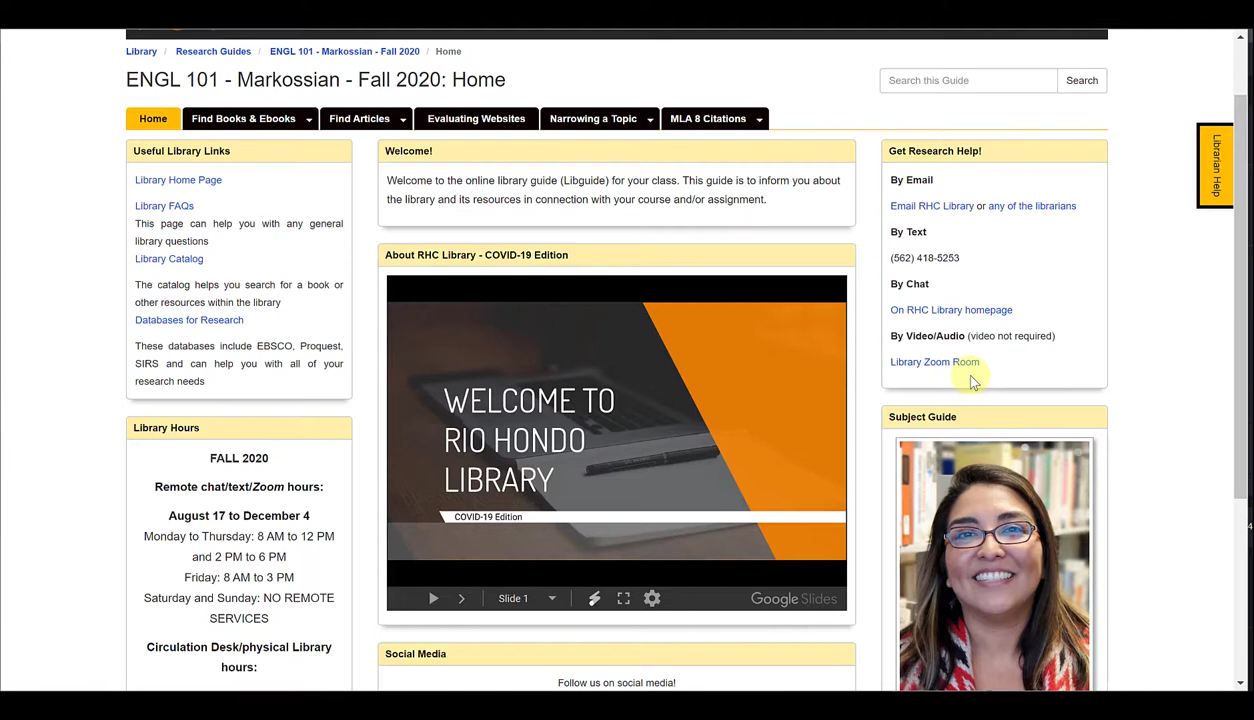 Library / Research Guides / ENGL 101 - Markossian - Fall 2020 / Home
ENGL 101 - Markossian - Fall 2020: Home
Search this Guide
Search
Home
Find Books & Ebooks
Find Articles
Evaluating Websites
Narrowing a Topic
MLA 8 Citations
Useful Library Links
Library Home Page
Library FAQs
This page can help you with any general
library questions
Library Catalog
The catalog helps you search for a book or
other resources within the library
Databases for Research
These databases include EBSCO, Proquest,
SIRS and can help you with all of your
research needs
Library Hours
FALL 2020
Remote chat/text/Zoom hours:
August 17 to December 4
Monday to Thursday: 8 AM to 12 PM
and 2 PM to 6 PM
Friday: 8 AM to 3 PM
Saturday and Sunday: NO REMOTE
SERVICES
Circulation Desk/physical Library
hours:
Welcome!
Welcome to the online library guide (Libguide) for your class. This guide is to inform you about
the library and its resources in connection with your course and/or assignment.
About RHC Library - COVID-19 Edition
WELCOME TO
RIO HONDO
LIBRARY
COVID-19 Edition
Slide 1
Google Slides
Social Media
Follow us on social media!
Get Research Help!
By Email
Email RHC Library or any of the librarians
By Text
(562) 418-5253
By Chat
On RHC Library homepage
By Video/Audio (video not required)
Library Zoom Room
Subject Guide
Librarian Help